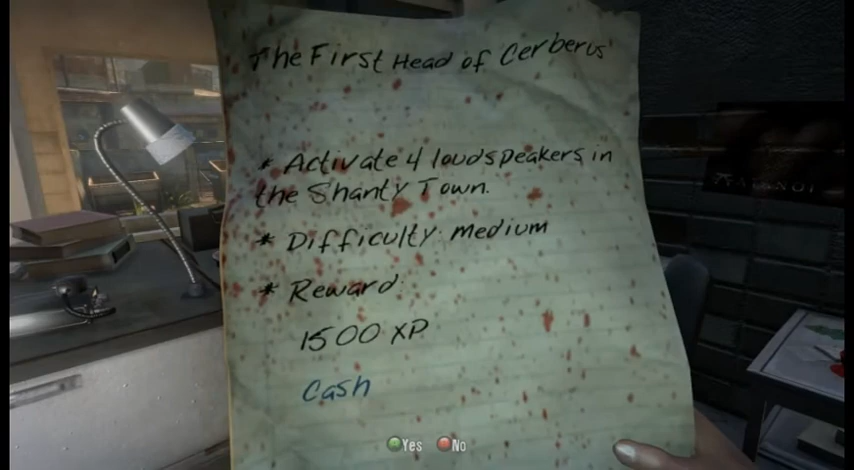 The First Head of Cerberus
* Activate 4 loudspeakers in
the Shanty Town.
* Difficulty: medium
* Reward:
1500 XP
Cash
Yes No